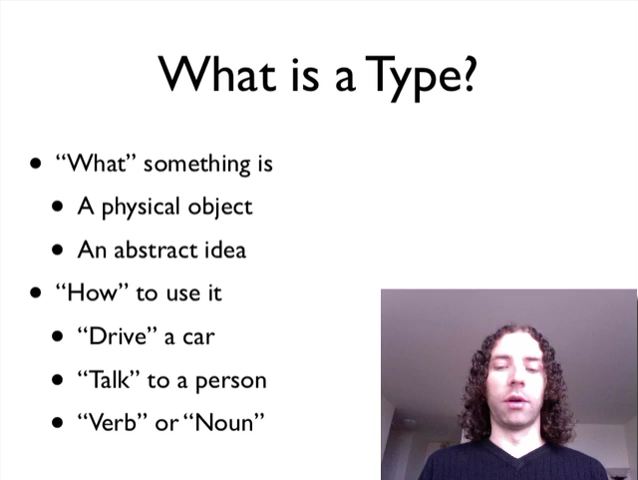 What is a Type?
• “What” something is
• A physical object
• An abstract idea
• “How” to use it
• “Drive” a car
• “Talk” to a person
• “Verb” or “Noun”